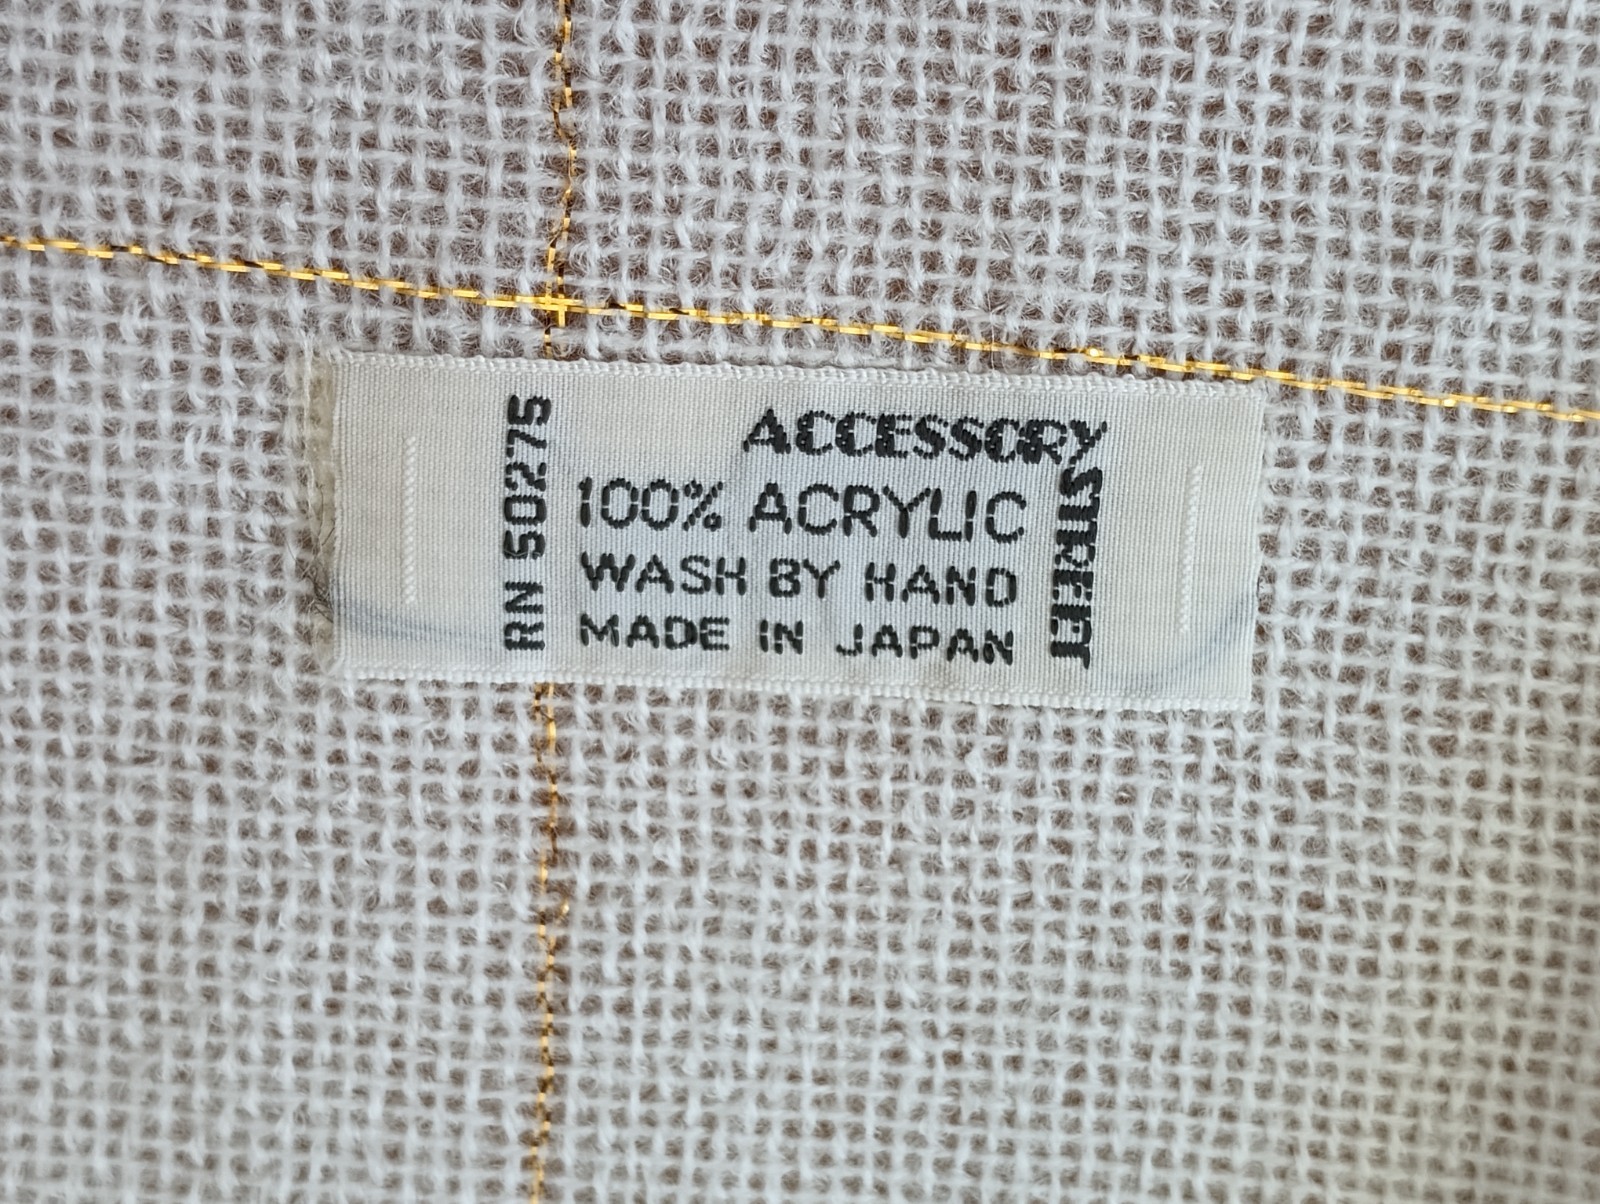 ACCESSORY
STREET
RN 50275
100% ACRYLIC
WASH BY HAND
MADE IN JAPAN